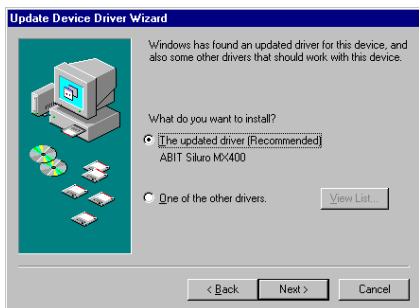 Update Device Driver Wizard
Windows has found an updated driver for this device, and
also some other drivers that should work with this device.
What do you want to install?
The updated driver (Recommended)
ABIT Siluro MX400
One of the other drivers.
View List...
< Back
Next >
Cancel